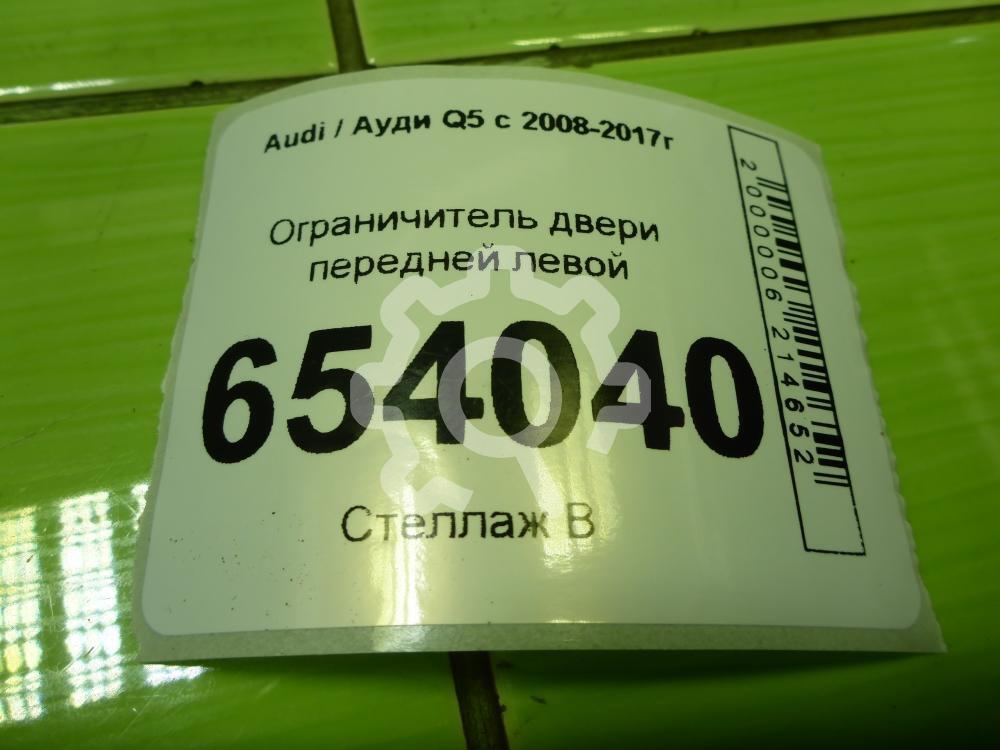 Audi / Ауди Q5 с 2008-2017г
Ограничитель двери
передней левой
654040
Стеллаж В
2000006214652